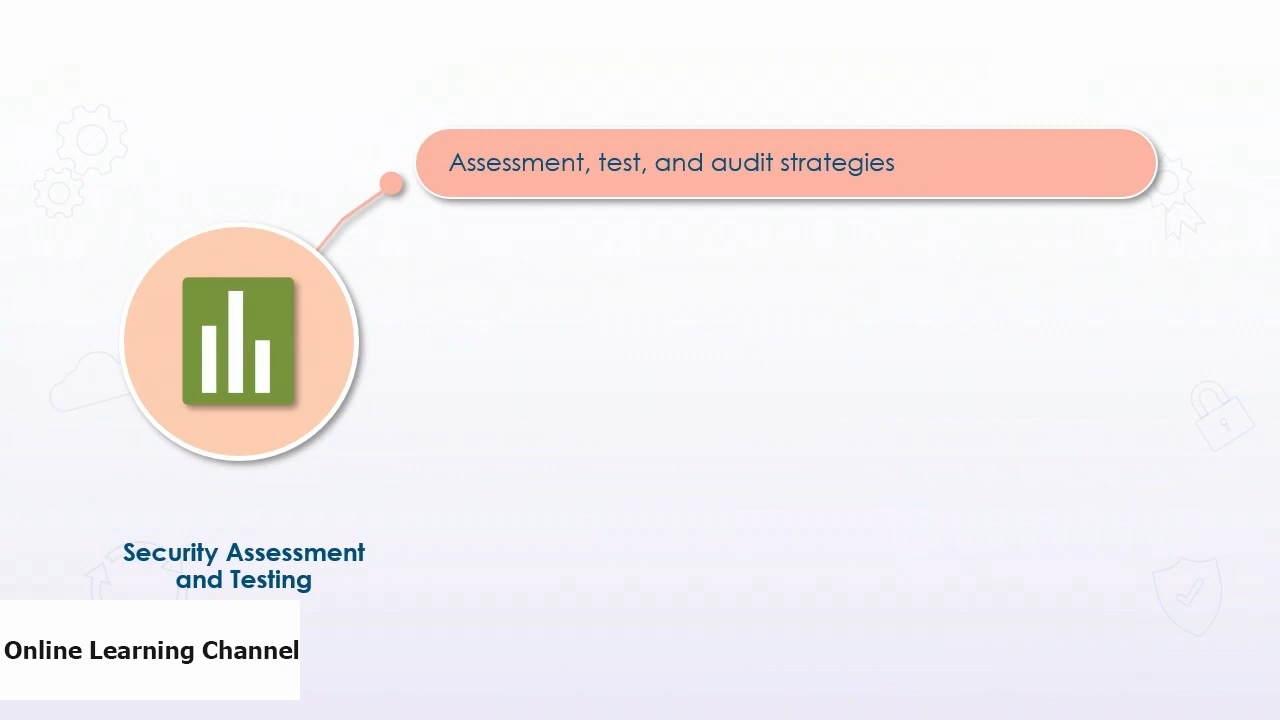 Assessment, test, and audit strategies
Security Assessment
and Testing
Online Learning Channel